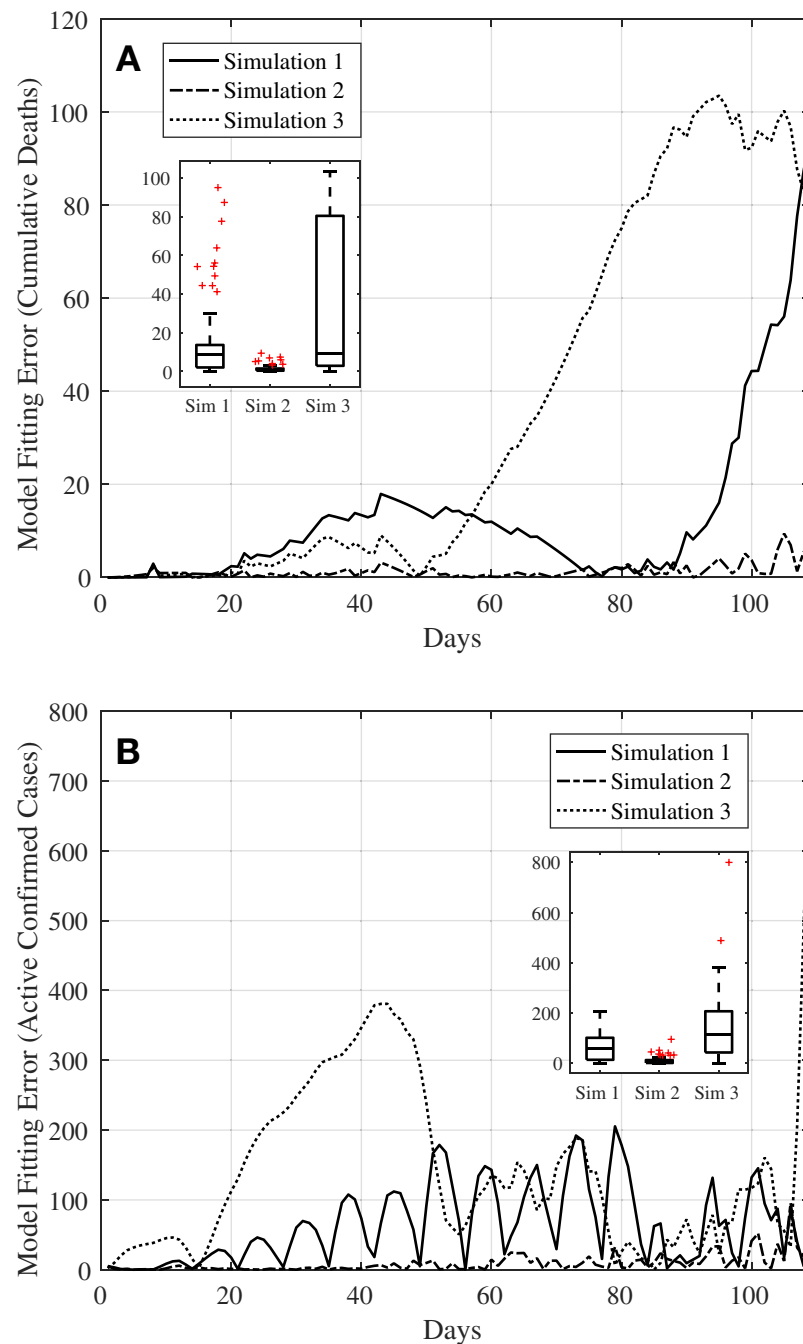 A
Simulation 1
Simulation 2
Simulation 3
120
100
80
60
40
20
0
Model Fitting Error (Cumulative Deaths)
100
80
60
40
20
0
Sim 1 Sim 2 Sim 3
0 20 40 60 80 100
Days
B
Simulation 1
Simulation 2
Simulation 3
800
700
600
500
400
300
200
100
0
Model Fitting Error (Active Confirmed Cases)
800
600
400
200
0
Sim 1 Sim 2 Sim 3
0 20 40 60 80 100
Days